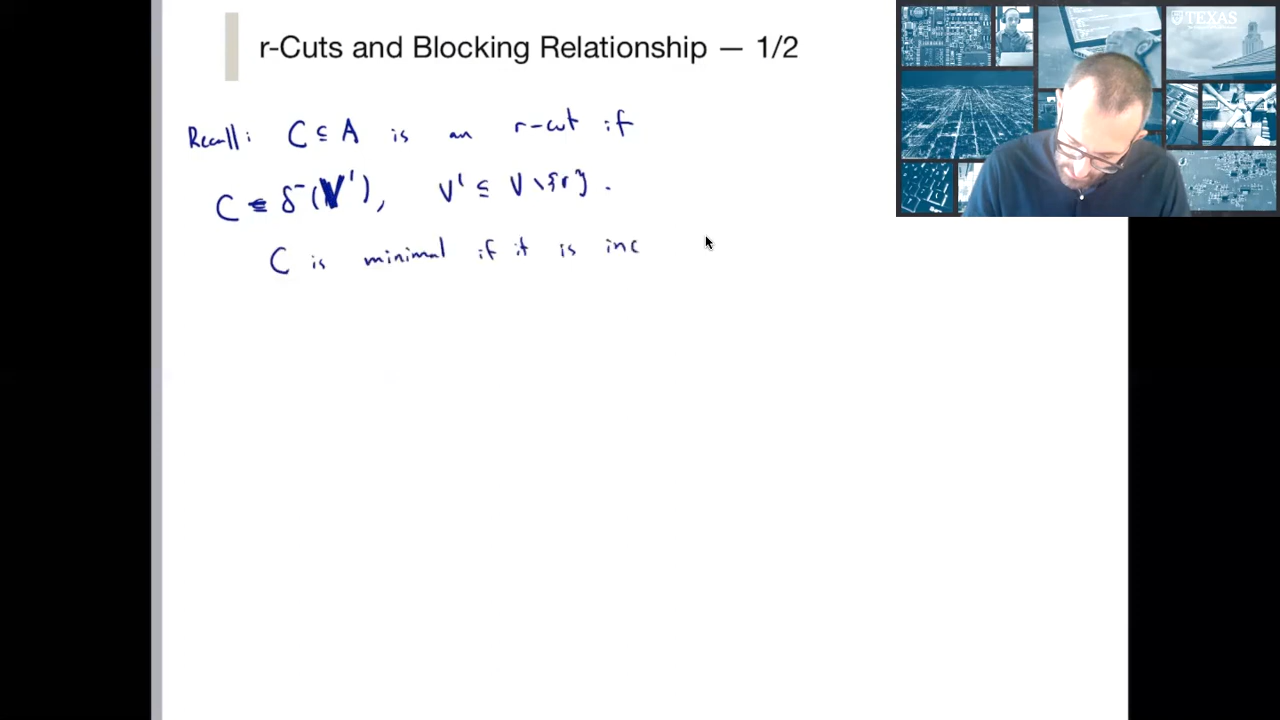 r-Cuts and Blocking Relationship — 1/2
TEXAS
Recall: C ⊆ A is an r-cut if
C = δ⁻(V'), V' ⊆ V \ {r}.
C is minimal if it is inc